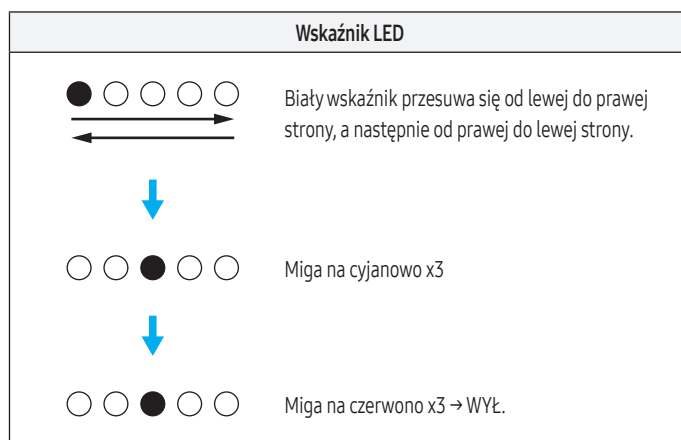 Wskaźnik LED
Biały wskaźnik przesuwa się od lewej do prawej
strony, a następnie od prawej do lewej strony.
Miga na cyjanowo x3
Miga na czerwono x3 → WYŁ.